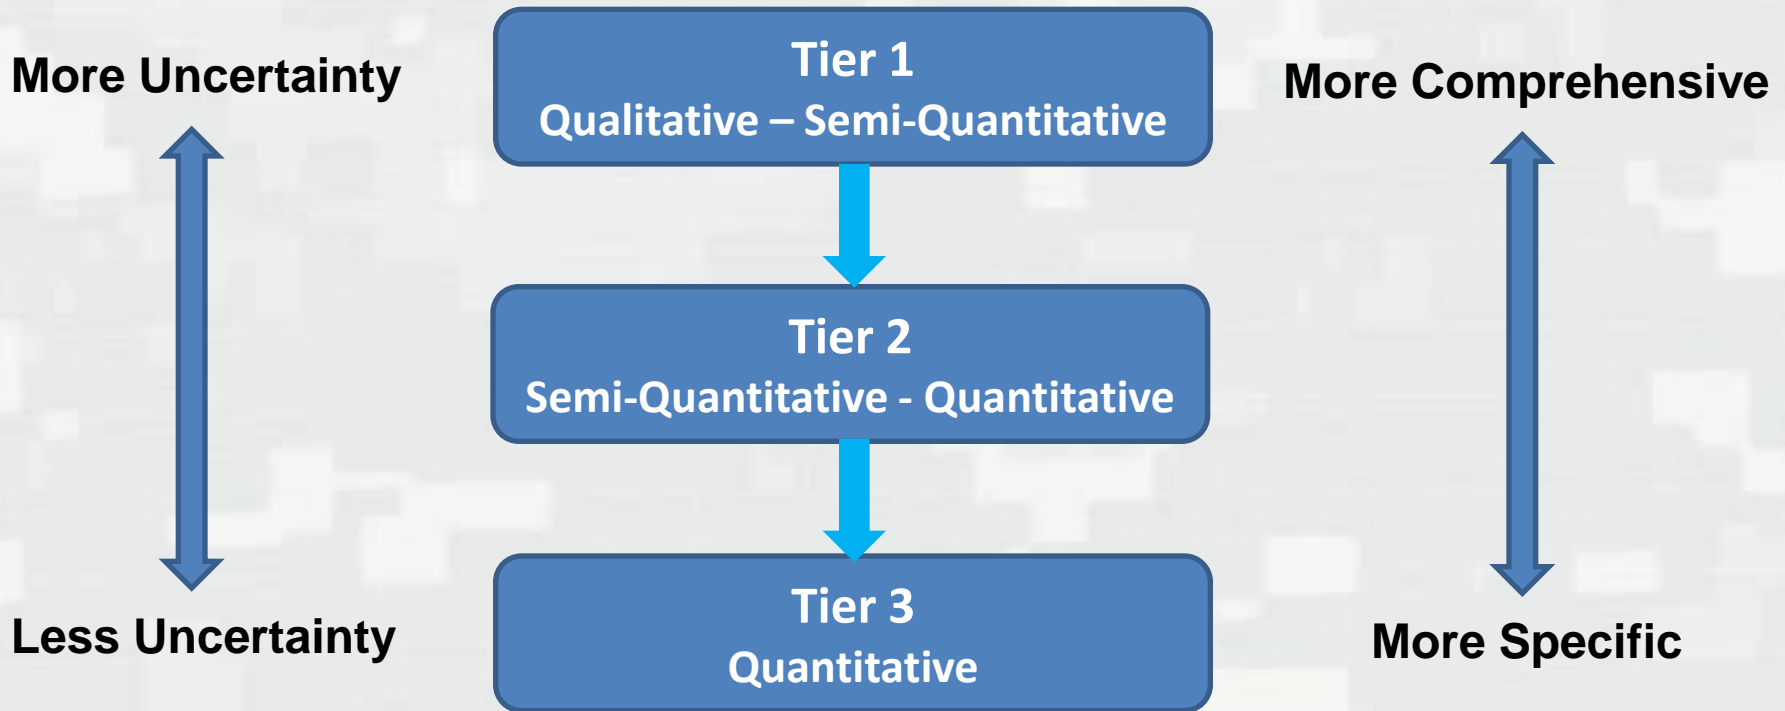 Tier 1
Qualitative – Semi-Quantitative
More Uncertainty
More Comprehensive
Tier 2
Semi-Quantitative - Quantitative
Tier 3
Quantitative
Less Uncertainty
More Specific